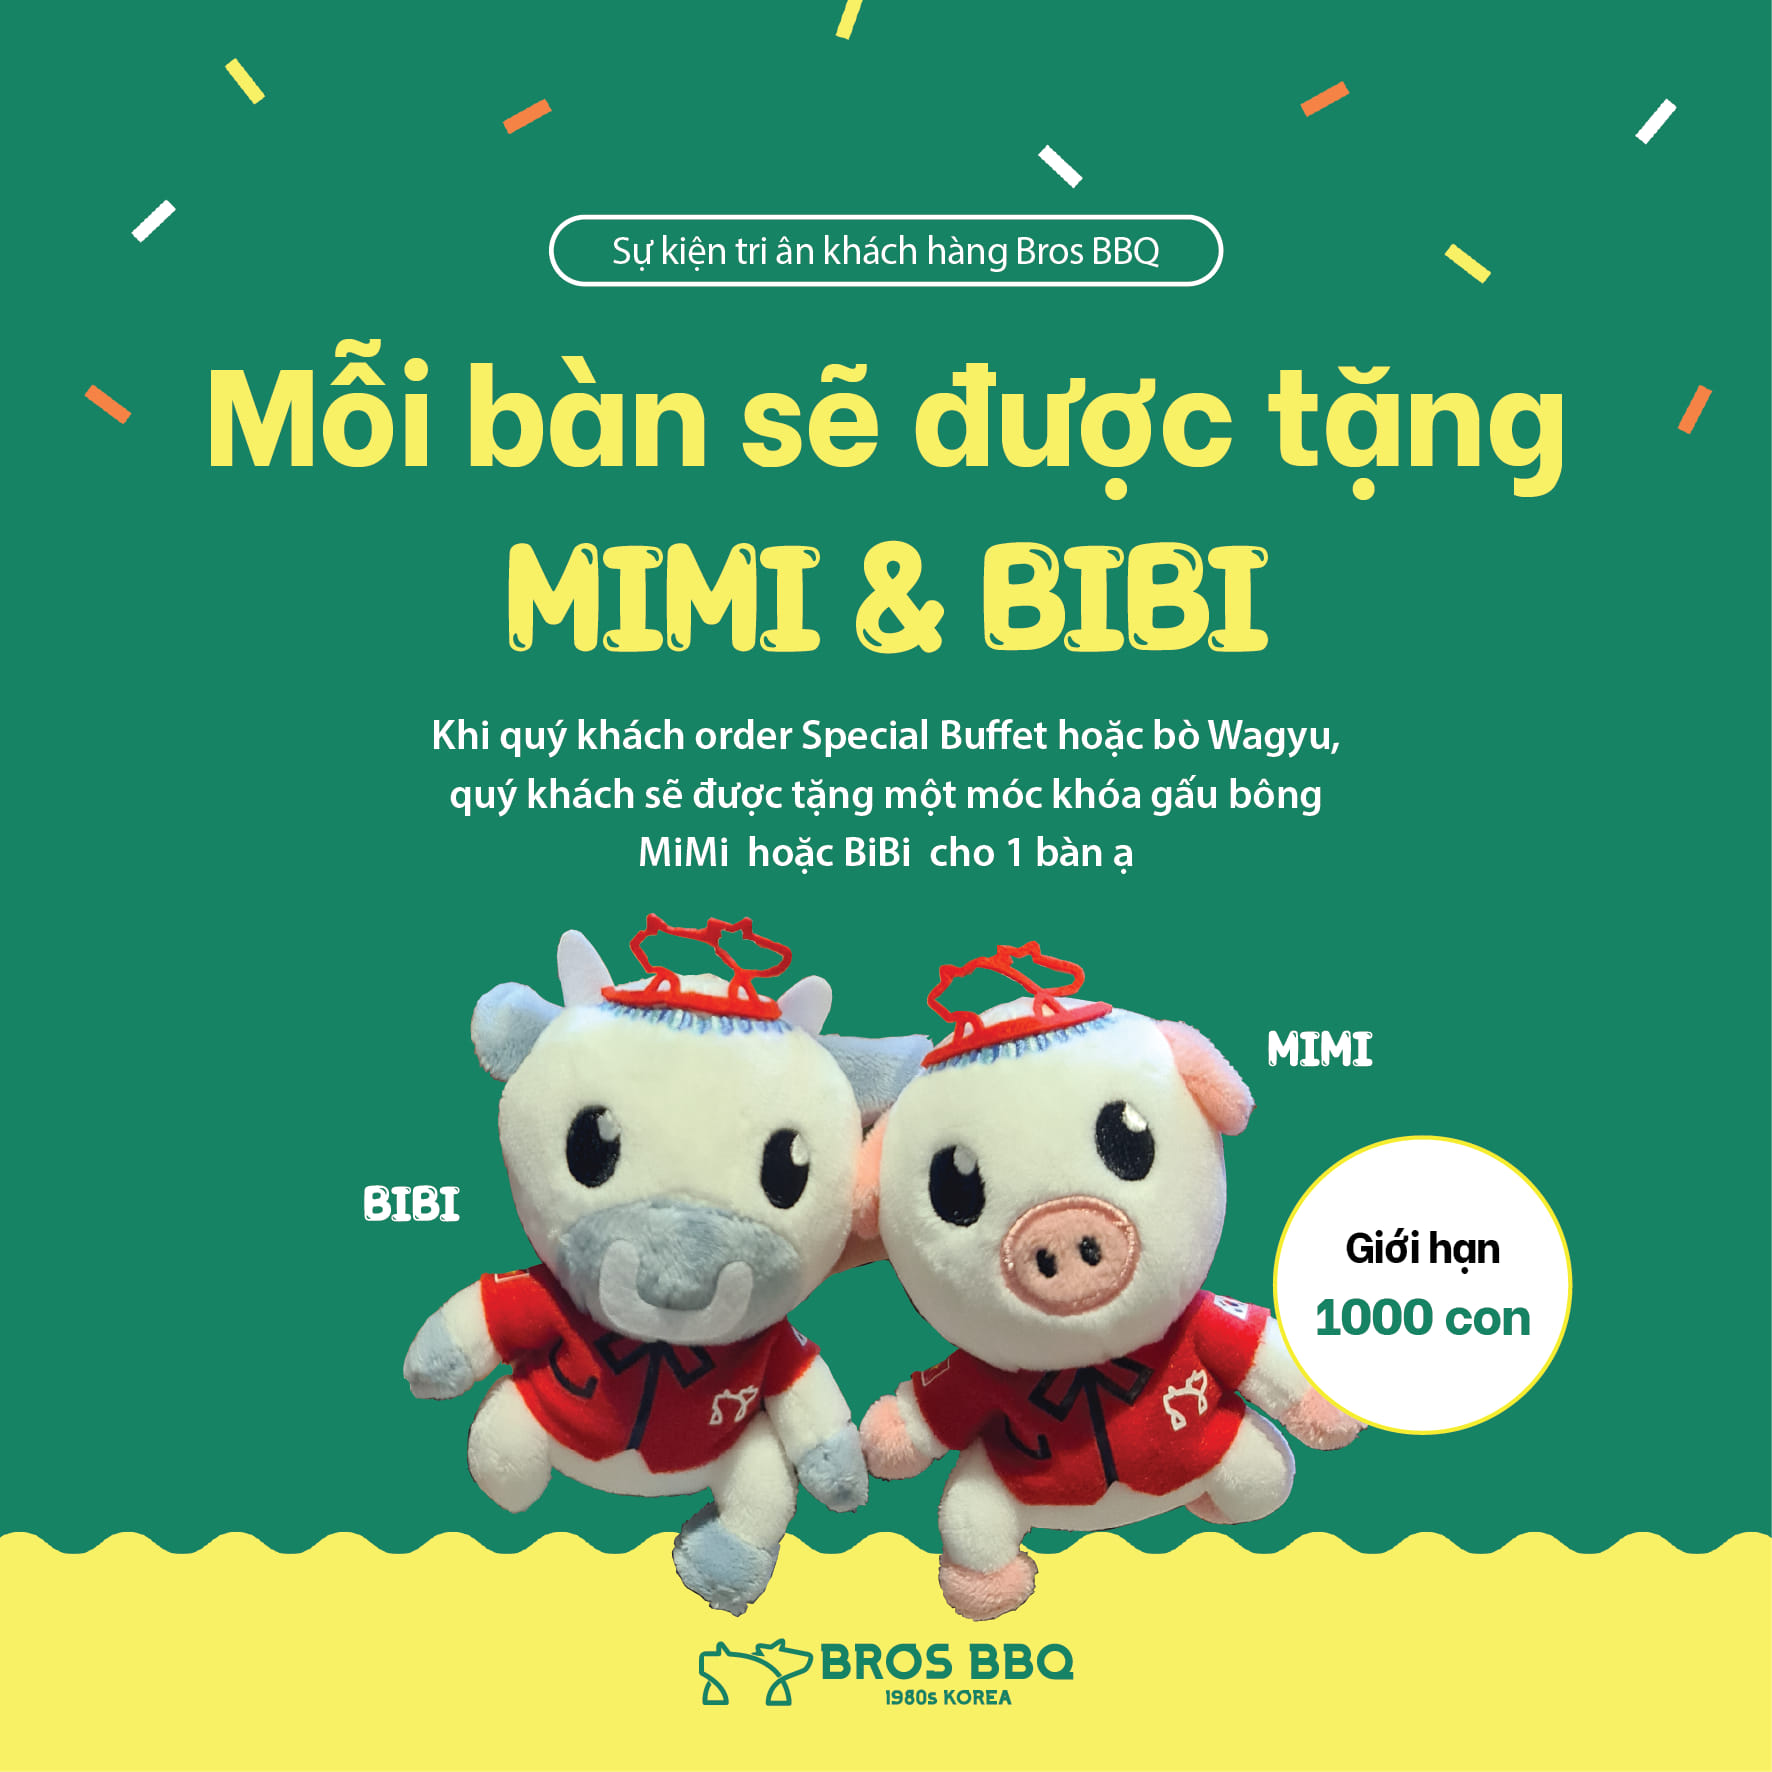 Sự kiện tri ân khách hàng Bros BBQ
Mỗi bàn sẽ được tặng
MIMI & BIBI
Khi quý khách order Special Buffet hoặc bò Wagyu,
quý khách sẽ được tặng một móc khóa gấu bông
MiMi hoặc BiBi cho 1 bàn ạ
MIMI
BIBI
Giới hạn
1000 con
BROS BBQ
1980s KOREA